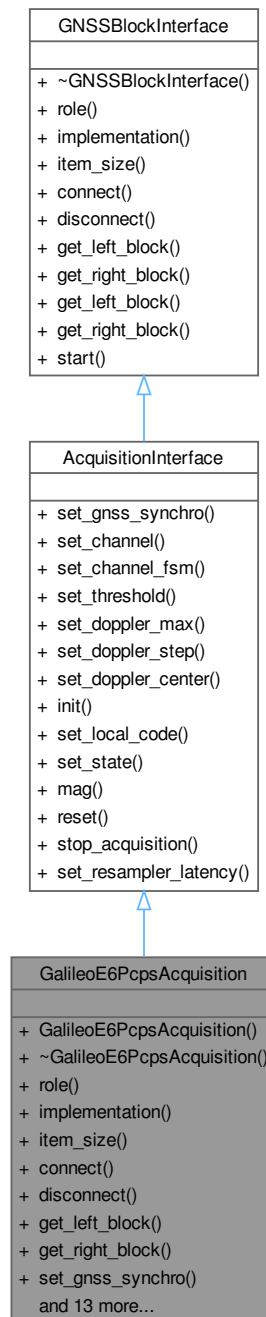 GNSSBlockInterface
+ ~GNSSBlockInterface()
+ role()
+ implementation()
+ item_size()
+ connect()
+ disconnect()
+ get_left_block()
+ get_right_block()
+ get_left_block()
+ get_right_block()
+ start()
AcquisitionInterface
+ set_gnss_synchro()
+ set_channel()
+ set_channel_fsm()
+ set_threshold()
+ set_doppler_max()
+ set_doppler_step()
+ set_doppler_center()
+ init()
+ set_local_code()
+ set_state()
+ mag()
+ reset()
+ stop_acquisition()
+ set_resampler_latency()
GalileoE6PcpsAcquisition
+ GalileoE6PcpsAcquisition()
+ ~GalileoE6PcpsAcquisition()
+ role()
+ implementation()
+ item_size()
+ connect()
+ disconnect()
+ get_left_block()
+ get_right_block()
+ set_gnss_synchro()
and 13 more...